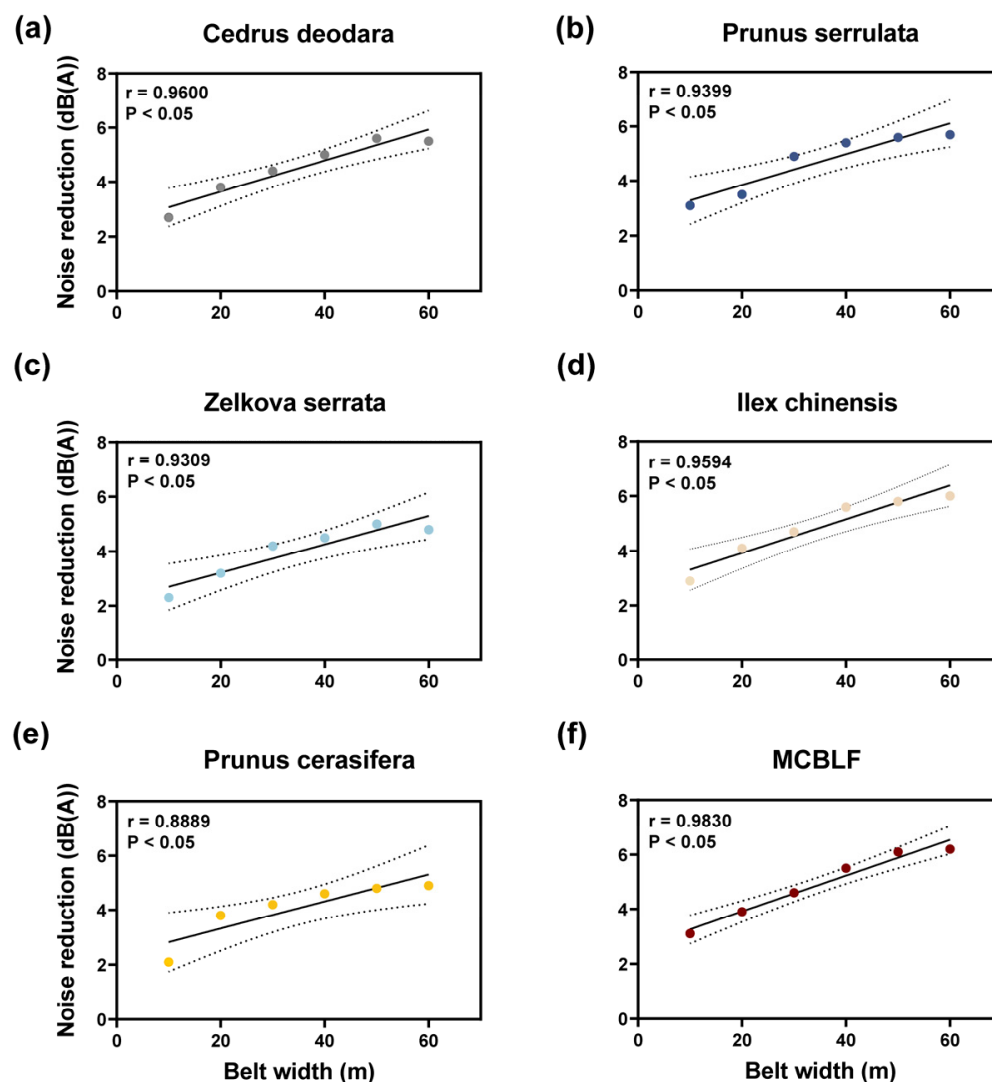 (a)
Cedrus deodara
Noise reduction (dB(A))
r = 0.9600
P < 0.05
8
6
4
2
0
0
20
40
60
(b)
Prunus serrulata
r = 0.9399
P < 0.05
8
6
4
2
0
0
20
40
60
(c)
Zelkova serrata
Noise reduction (dB(A))
r = 0.9309
P < 0.05
8
6
4
2
0
0
20
40
60
(d)
Ilex chinensis
r = 0.9594
P < 0.05
8
6
4
2
0
0
20
40
60
(e)
Prunus cerasifera
Noise reduction (dB(A))
r = 0.8889
P < 0.05
8
6
4
2
0
0
20
40
60
Belt width (m)
(f)
MCBLF
r = 0.9830
P < 0.05
8
6
4
2
0
0
20
40
60
Belt width (m)